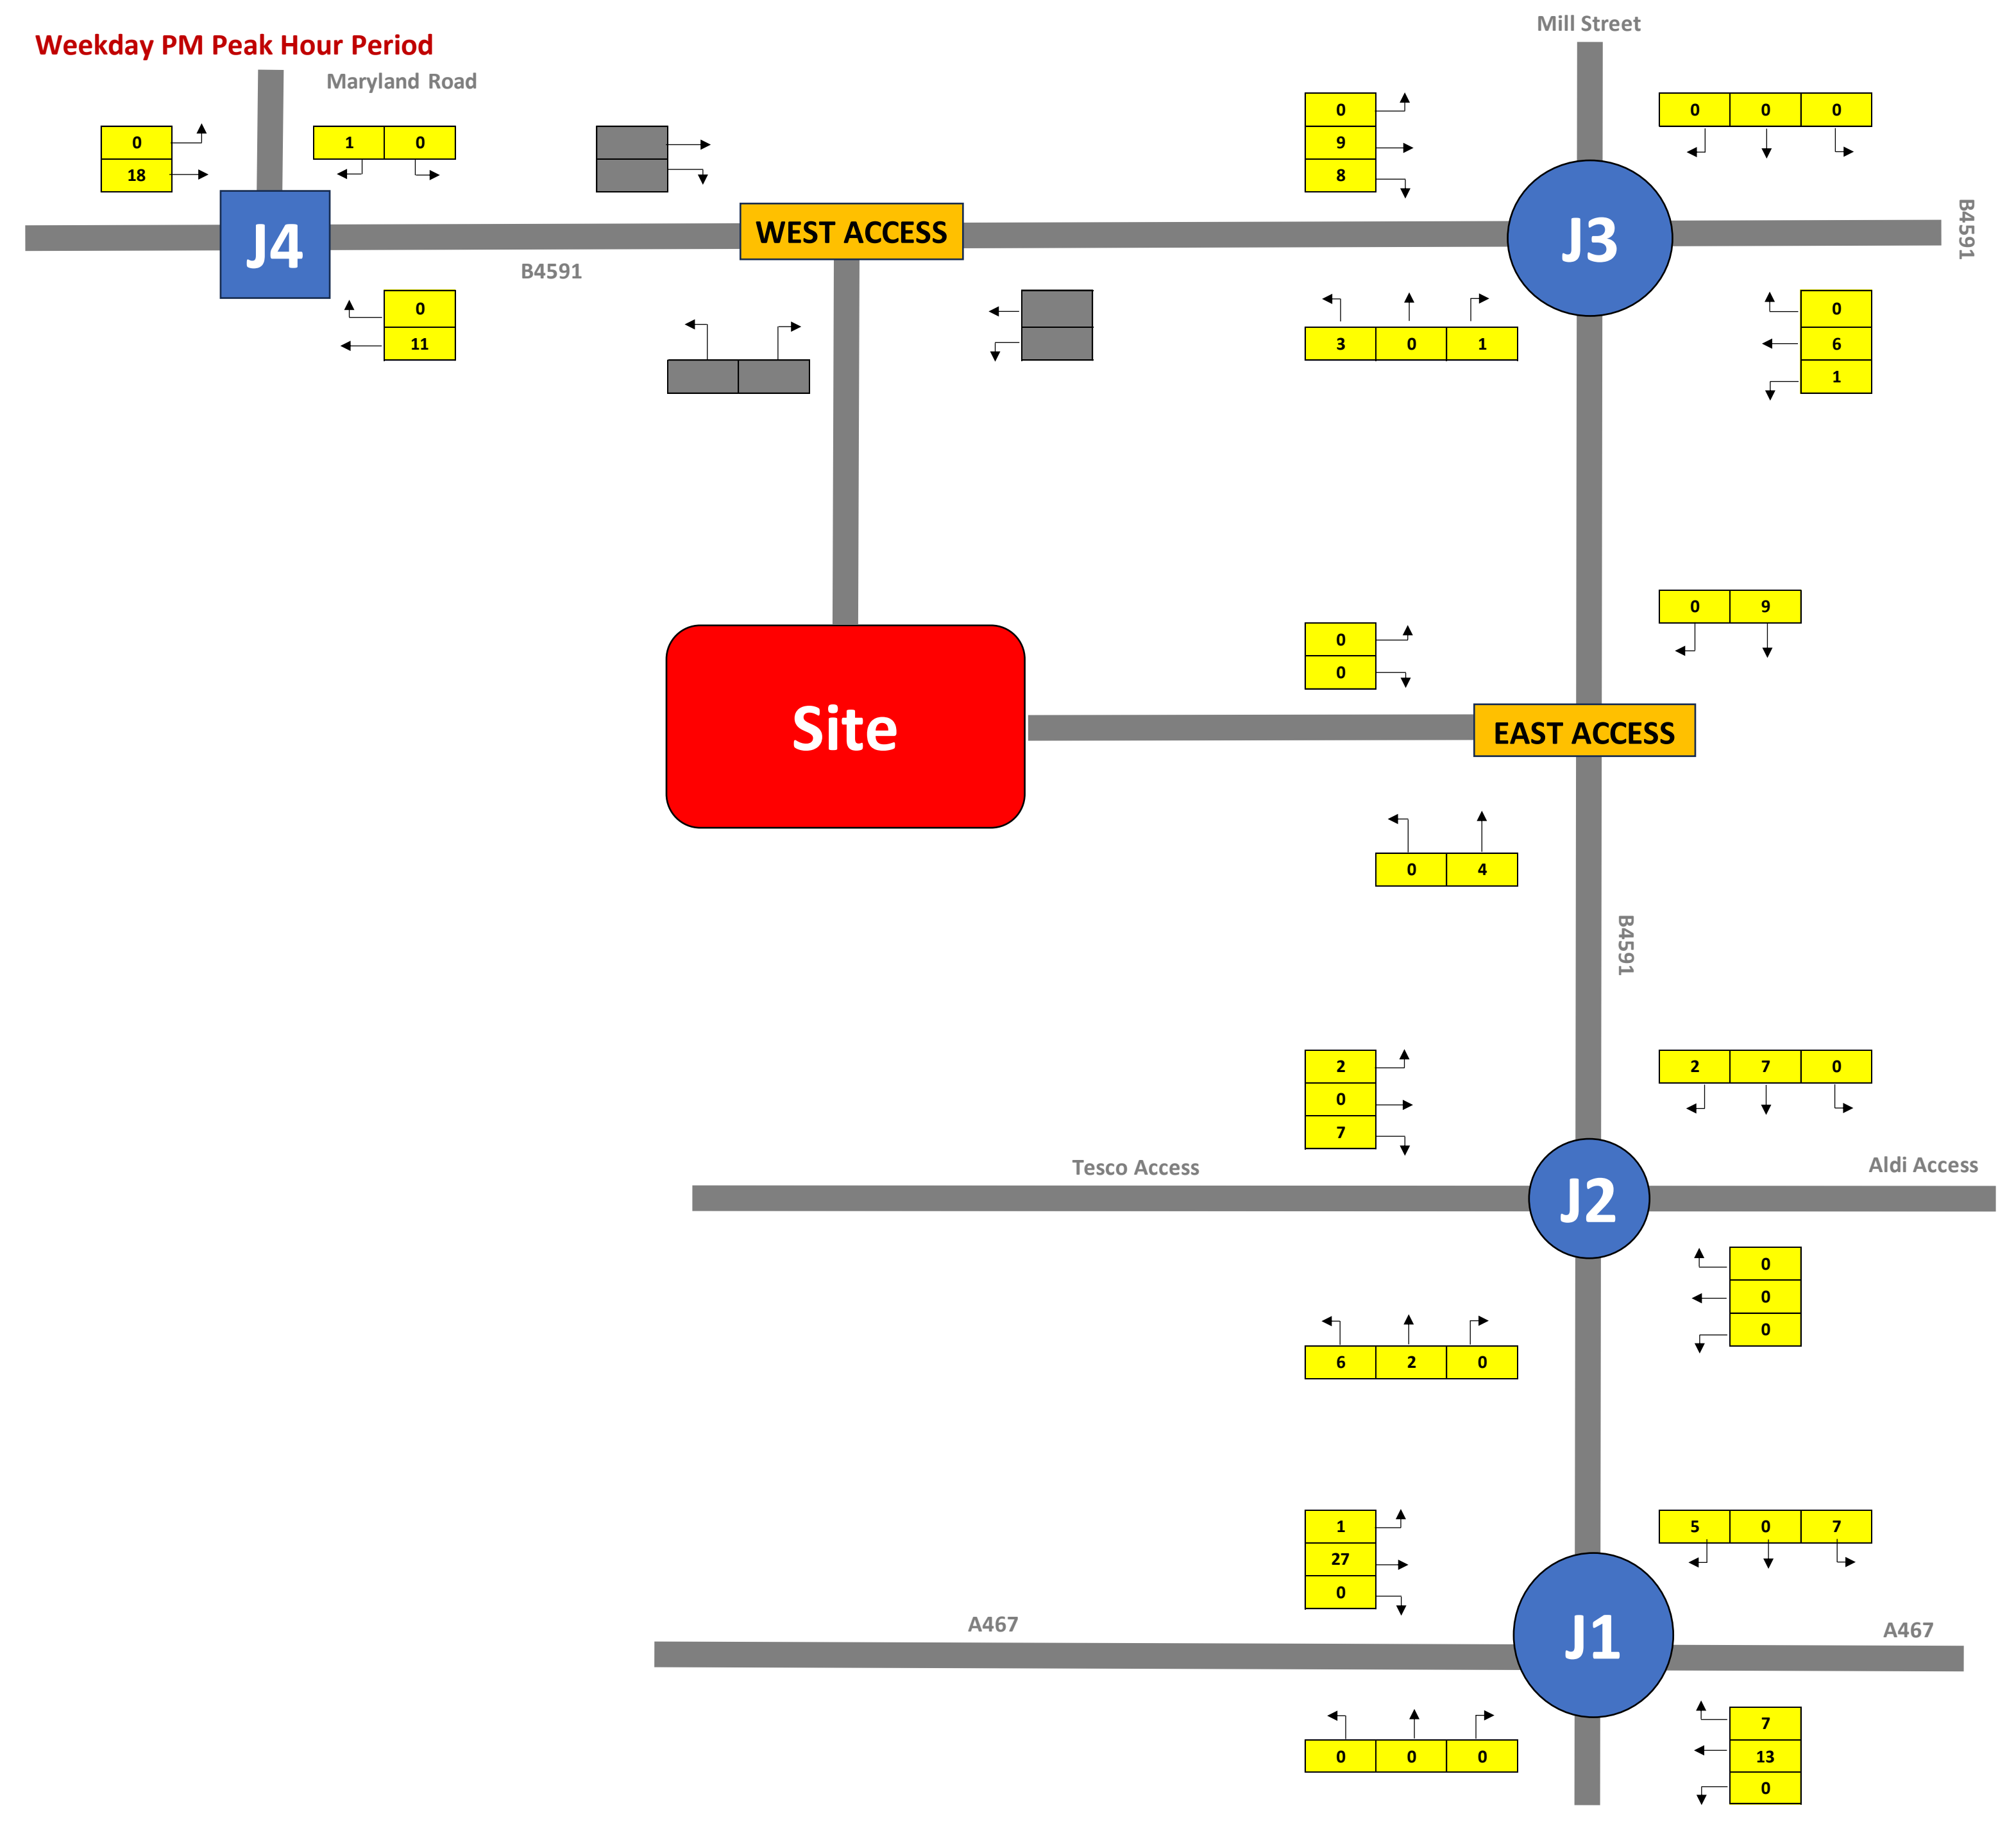 Mill Street
Weekday PM Peak Hour Period
Maryland Road
0
18
1 0
0
9
8
0 0 0
J4
WEST ACCESS
J3
B4591
B4591
0
11
3 0 1
0
6
1
0 9
0
0
Site
EAST ACCESS
0 4
B4591
2
0
7
2 7 0
Tesco Access
Aldi Access
J2
0
0
0
6 2 0
1
27
0
5 0 7
A467
A467
J1
0 0 0
7
13
0